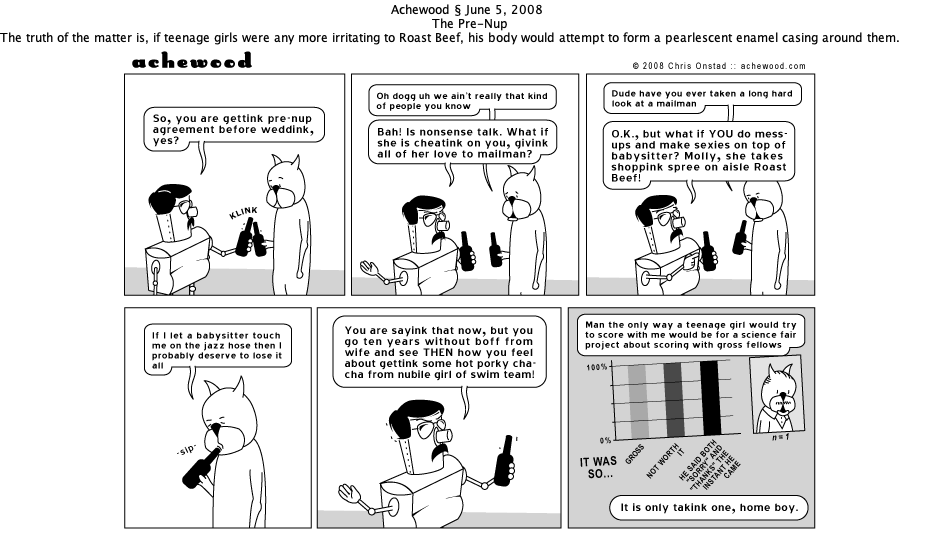 Achewood § June 5, 2008
The Pre-Nup
The truth of the matter is, if teenage girls were any more irritating to Roast Beef, his body would attempt to form a pearlescent enamel casing around them.
achewood
© 2008 Chris Onstad :: achewood.com
So, you are gettink pre-nup
agreement before weddink,
yes?
KLINK
Oh dogg uh we ain't really that kind
of people you know
Bah! Is nonsense talk. What if
she is cheatink on you, givink
all of her love to mailman?
Dude have you ever taken a long hard
look at a mailman
O.K., but what if YOU do mess-
ups and make sexies on top of
babysitter? Molly, she takes
shoppink spree on aisle Roast
Beef!
If I let a babysitter touch
me on the jazz hose then I
probably deserve to lose it
all
-sip-
You are sayink that now, but you
go ten years without boff from
wife and see THEN how you feel
about gettink some hot porky cha-
cha from nubile girl of swim team!
Man the only way a teenage girl would try
to score with me would be for a science fair
project about scoring with gross fellows
100%
0%
n = 1
IT WAS
SO...
GROSS
NOT WORTH
IT
HE SAID BOTH
"SORRY" AND
"THANKS" THE
INSTANT HE
CAME
It is only takink one, home boy.